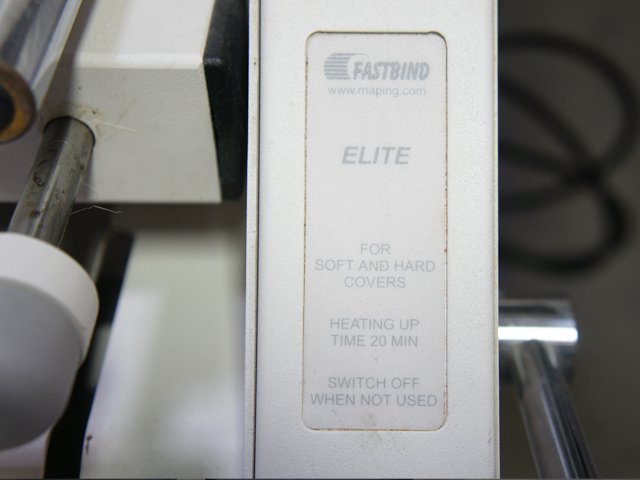 FASTBIND
www.maping.com
ELITE
FOR
SOFT AND HARD
COVERS
HEATING UP
TIME 20 MIN
SWITCH OFF
WHEN NOT USED